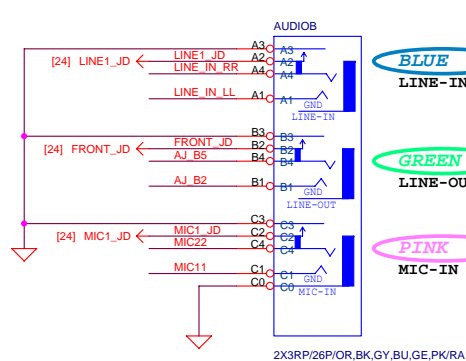 AUDIOB
A3 A3
[24] LINE1_JD LINE1_JD A2 A2 BLUE
LINE_IN_RR A4 A4 LINE-IN
LINE_IN_LL A1 A1 GND
LINE-IN
B3 B3
[24] FRONT_JD FRONT_JD B2 B2 GREEN
AJ_B5 B4 B4
AJ_B2 B1 B1 GND LINE-OU
LINE-OUT
C3 C3
[24] MIC1_JD MIC1_JD C2 C2 PINK
MIC22 C4 C4
MIC11 C1 C1 GND MIC-IN
C0 C0 MIC-IN
2X3RP/26P/OR,BK,GY,BU,GE,PK/RA